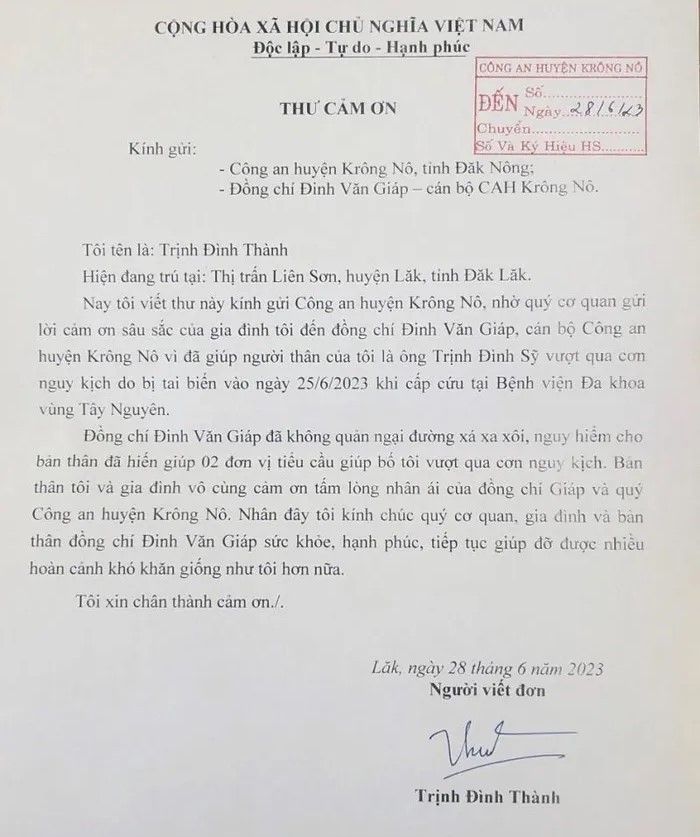 CỘNG HÒA XÃ HỘI CHỦ NGHĨA VIỆT NAM
Độc lập - Tự do - Hạnh phúc
CÔNG AN HUYỆN KRÔNG NÔ
ĐẾN
Số
Ngày 28/6/23
Chuyển
Số Và Ký Hiệu HS
THƯ CẢM ƠN
Kính gửi:
- Công an huyện Krông Nô, tỉnh Đăk Nông;
- Đồng chí Đinh Văn Giáp – cán bộ CAH Krông Nô.
Tôi tên là: Trịnh Đình Thành
Hiện đang trú tại: Thị trấn Liên Sơn, huyện Lăk, tỉnh Đăk Lăk.
Nay tôi viết thư này kính gửi Công an huyện Krông Nô, nhờ quý cơ quan gửi
lời cảm ơn sâu sắc của gia đình tôi đến đồng chí Đinh Văn Giáp, cán bộ Công an
huyện Krông Nô vì đã giúp người thân của tôi là ông Trịnh Đình Sỹ vượt qua cơn
nguy kịch do bị tai biến vào ngày 25/6/2023 khi cấp cứu tại Bệnh viện Đa khoa
vùng Tây Nguyên.
Đồng chí Đinh Văn Giáp đã không quản ngại đường xá xa xôi, nguy hiểm cho
bản thân đã hiến giúp 02 đơn vị tiểu cầu giúp bố tôi vượt qua cơn nguy kịch. Bản
thân tôi và gia đình vô cùng cảm ơn tấm lòng nhân ái của đồng chí Giáp và quý
Công an huyện Krông Nô. Nhân đây tôi kính chúc quý cơ quan, gia đình và bản
thân đồng chí Đinh Văn Giáp sức khỏe, hạnh phúc, tiếp tục giúp đỡ được nhiều
hoàn cảnh khó khăn giống như tôi hơn nữa.
Tôi xin chân thành cảm ơn./.
Lăk, ngày 28 tháng 6 năm 2023
Người viết đơn
Trịnh Đình Thành